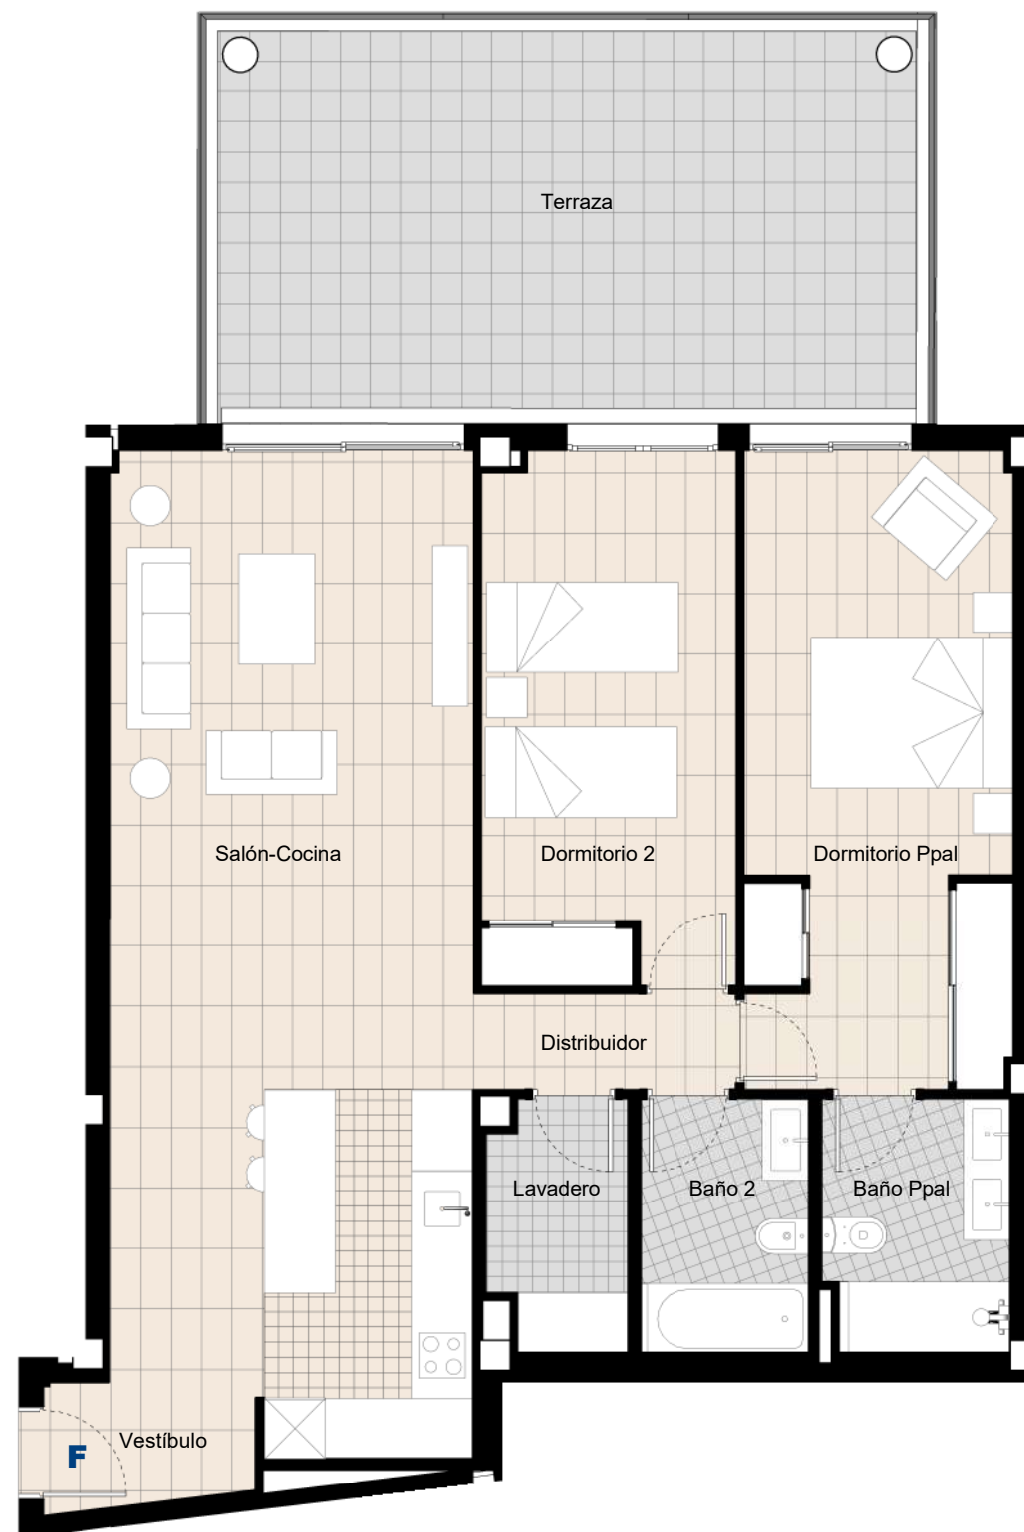 Terraza
Salón-Cocina
Dormitorio 2
Dormitorio Ppal
Distribuidor
Lavadero
Baño 2
Baño Ppal
Vestíbulo
F